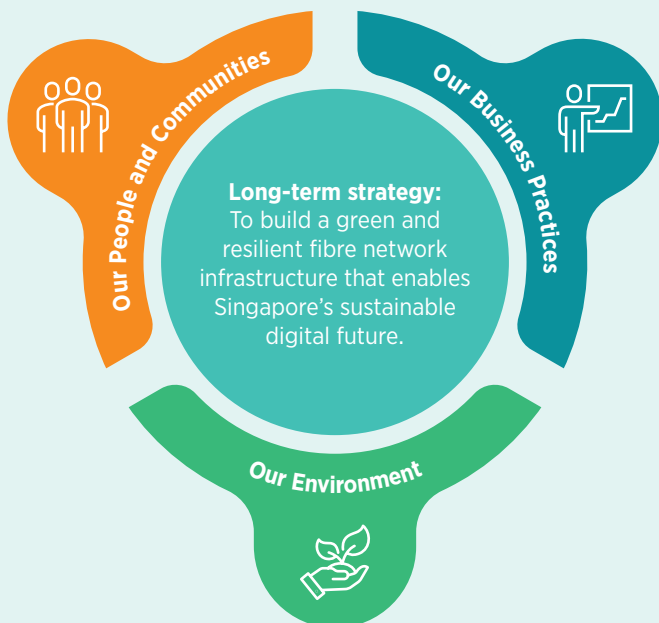 Our People and Communities
Our Business Practices
Long-term strategy:
To build a green and
resilient fibre network
infrastructure that enables
Singapore's sustainable
digital future.
Our Environment